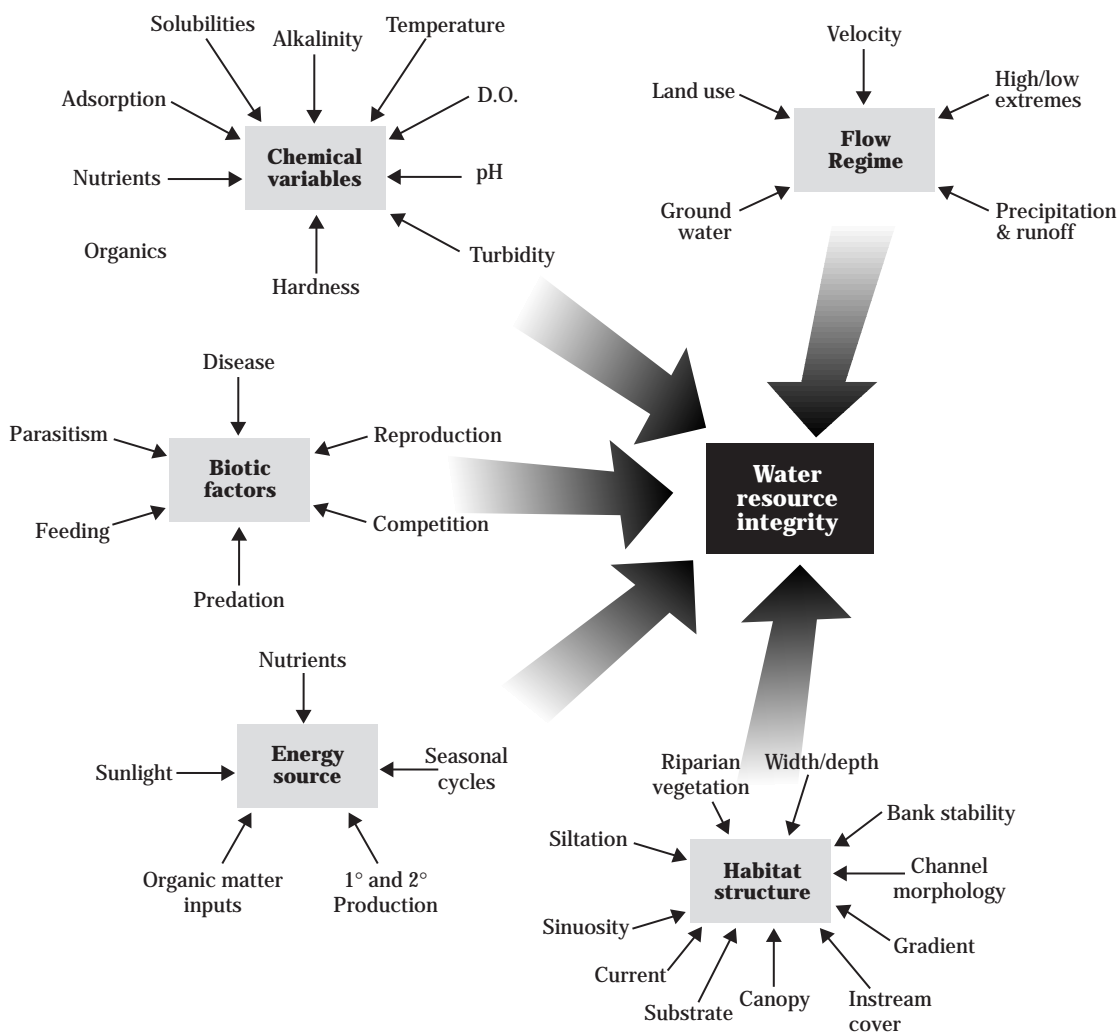 Solubilities
Alkalinity
Temperature
Adsorption
D.O.
Chemical
variables
Nutrients
pH
Organics
Turbidity
Hardness
Velocity
Land use
High/low
extremes
Flow
Regime
Ground
water
Precipitation
& runoff
Disease
Parasitism
Reproduction
Biotic
factors
Feeding
Competition
Predation
Water
resource
integrity
Nutrients
Energy
source
Sunlight
Seasonal
cycles
Organic matter
inputs
1° and 2°
Production
Riparian
vegetation
Width/depth
Siltation
Bank stability
Habitat
structure
Channel
morphology
Sinuosity
Gradient
Current
Substrate
Canopy
Instream
cover